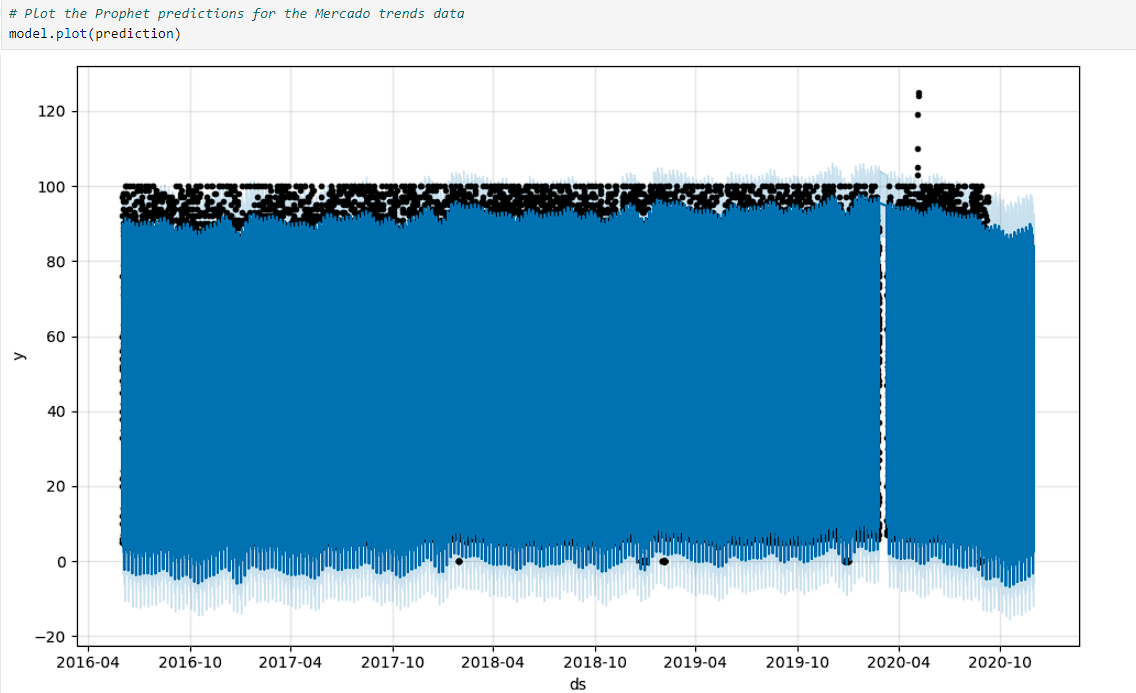 # Plot the Prophet predictions for the Mercado trends data
model.plot(prediction)
120
100
80
60
40
20
0
−20
y
2016-04 2016-10 2017-04 2017-10 2018-04 2018-10 2019-04 2019-10 2020-04 2020-10
ds